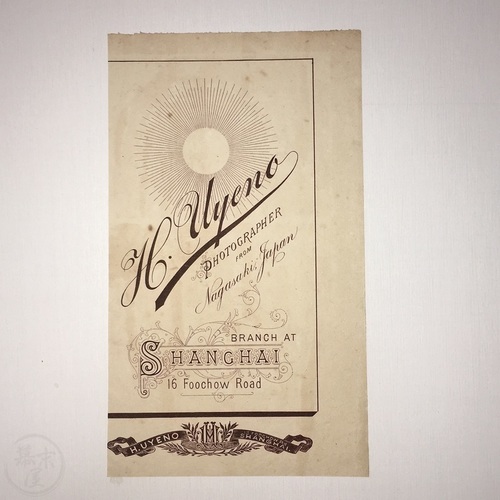 H. Uyeno
PHOTOGRAPHER
FROM
Nagasaki, Japan
BRANCH AT
SHANGHAI
16 Foochow Road
H. UYENO
SHANGHAI.